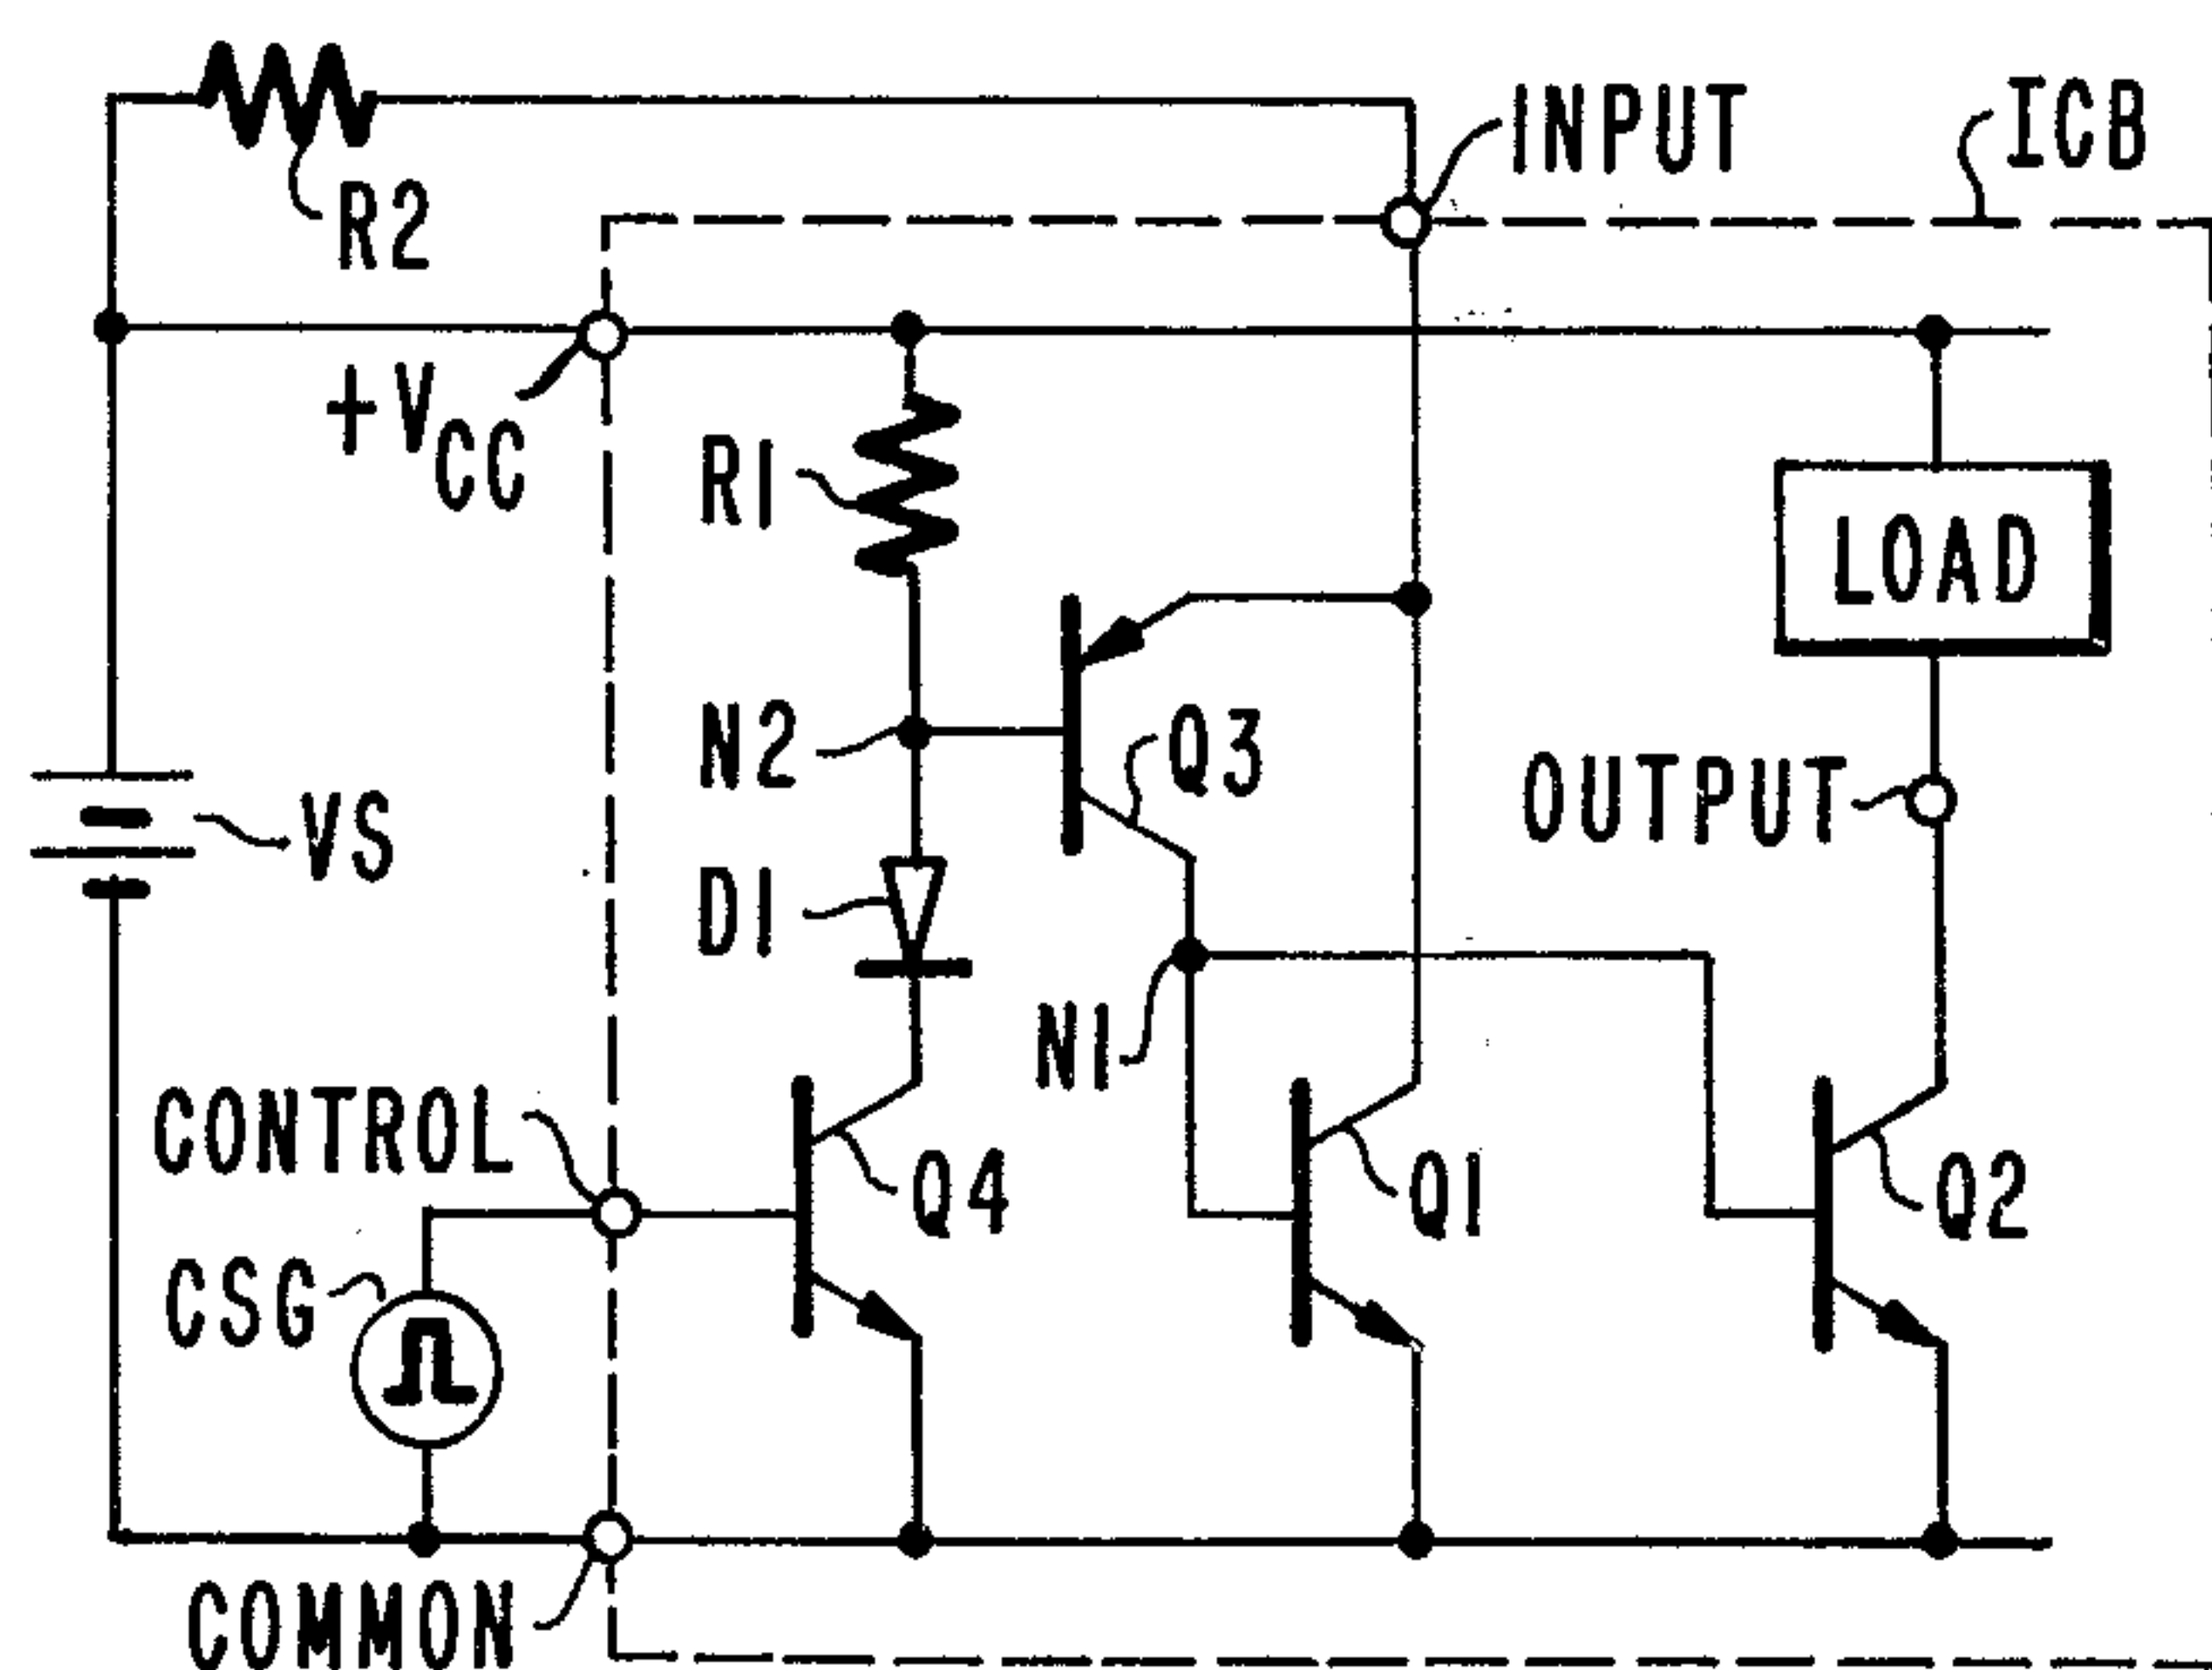 INPUT
ICB
R2
+VCC
R1
LOAD
N2
Q3
OUTPUT
VS
D1
N1
CONTROL
Q4
Q1
Q2
CSG
COMMON